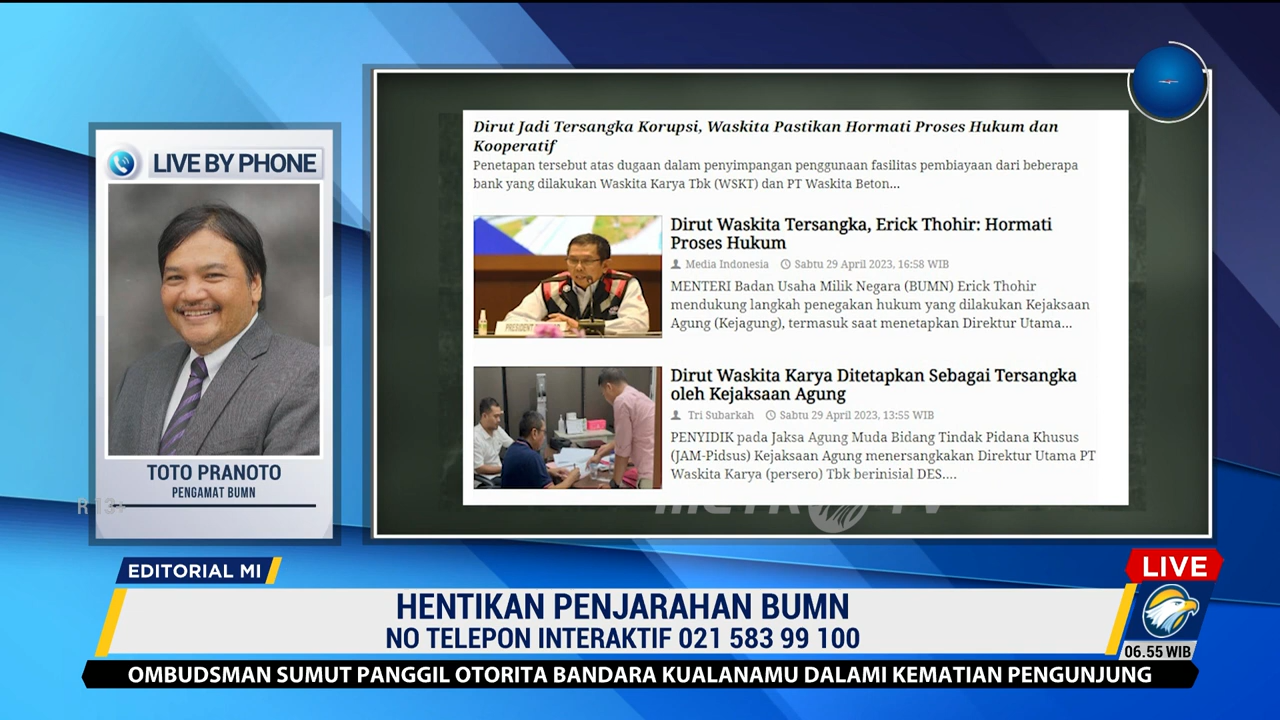 LIVE BY PHONE
TOTO PRANOTO
PENGAMAT BUMN
R 13+
Dirut Jadi Tersangka Korupsi, Waskita Pastikan Hormati Proses Hukum dan
Kooperatif
Penetapan tersebut atas dugaan dalam penyimpangan penggunaan fasilitas pembiayaan dari beberapa
bank yang dilakukan Waskita Karya Tbk (WSKT) dan PT Waskita Beton...
Dirut Waskita Tersangka, Erick Thohir: Hormati
Proses Hukum
Media Indonesia Sabtu 29 April 2023, 16:58 WIB
MENTERI Badan Usaha Milik Negara (BUMN) Erick Thohir
mendukung langkah penegakan hukum yang dilakukan Kejaksaan
Agung (Kejagung), termasuk saat menetapkan Direktur Utama...
PRESIDENT
Dirut Waskita Karya Ditetapkan Sebagai Tersangka
oleh Kejaksaan Agung
Tri Subarkah Sabtu 29 April 2023, 13:55 WIB
PENYIDIK pada Jaksa Agung Muda Bidang Tindak Pidana Khusus
(JAM-Pidsus) Kejaksaan Agung menersangkakan Direktur Utama PT
Waskita Karya (persero) Tbk berinisial DES....
METRO TV
EDITORIAL MI
LIVE
HENTIKAN PENJARAHAN BUMN
NO TELEPON INTERAKTIF 021 583 99 100
06.55 WIB
OMBUDSMAN SUMUT PANGGIL OTORITA BANDARA KUALANAMU DALAMI KEMATIAN PENGUNJUNG